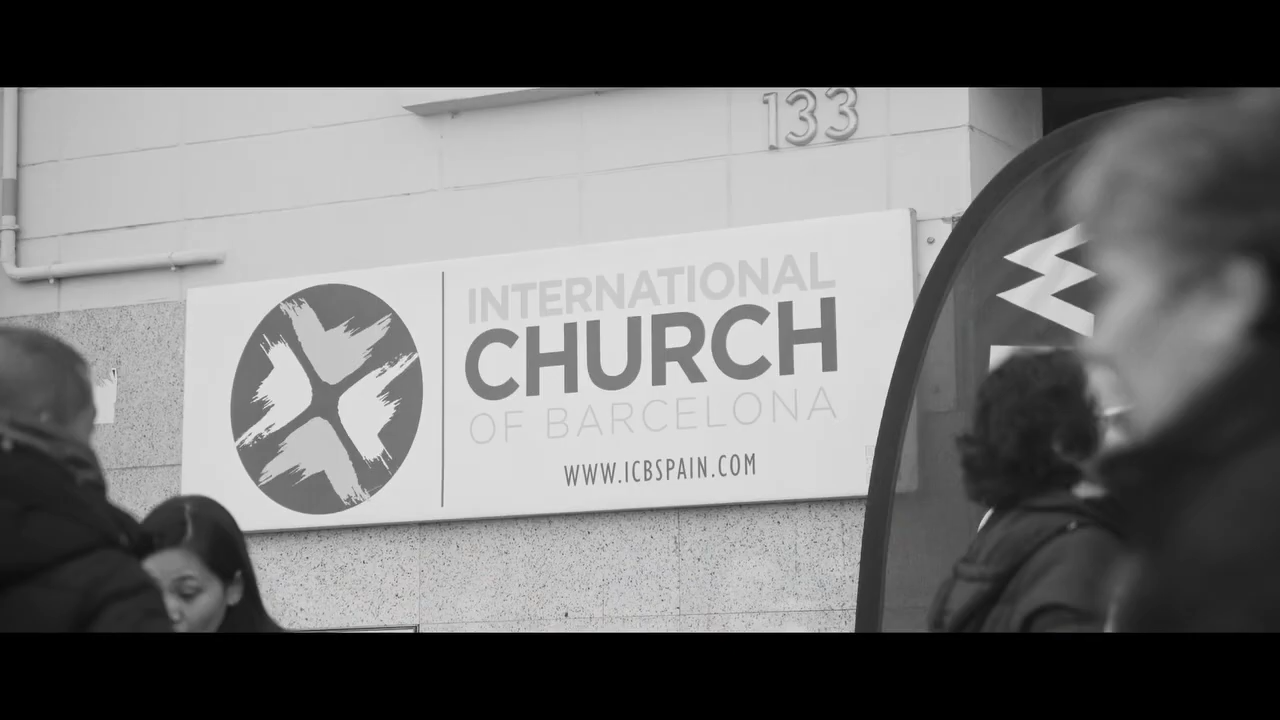 133
INTERNATIONAL
CHURCH
OF BARCELONA
WWW.ICBSPAIN.COM